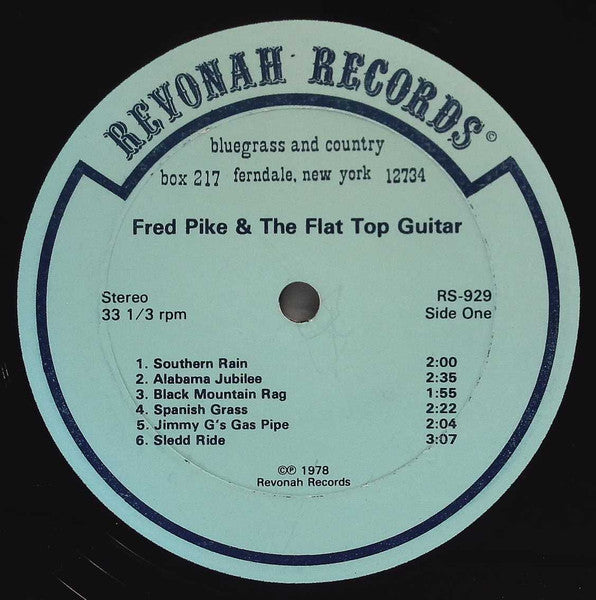 REVONAH RECORDS ©
bluegrass and country
box 217 ferndale, new york 12734
Fred Pike & The Flat Top Guitar
Stereo RS-929
33 1/3 rpm Side One
1. Southern Rain 2:00
2. Alabama Jubilee 2:35
3. Black Mountain Rag 1:55
4. Spanish Grass 2:22
5. Jimmy G's Gas Pipe 2:04
6. Sledd Ride 3:07
©℗ 1978
Revonah Records